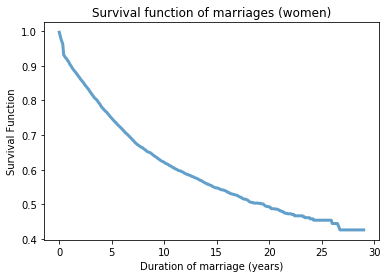 Survival function of marriages (women)
1.0
0.9
0.8
0.7
0.6
0.5
0.4
Survival Function
0 5 10 15 20 25 30
Duration of marriage (years)